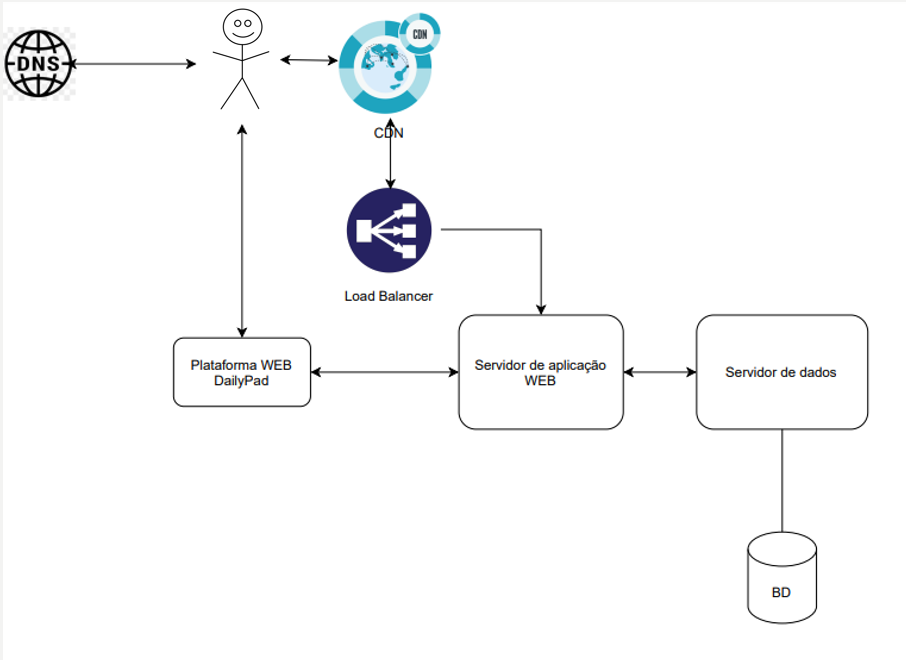 DNS
CDN
CDN
Load Balancer
Plataforma WEB
DailyPad
Servidor de aplicação
WEB
Servidor de dados
BD